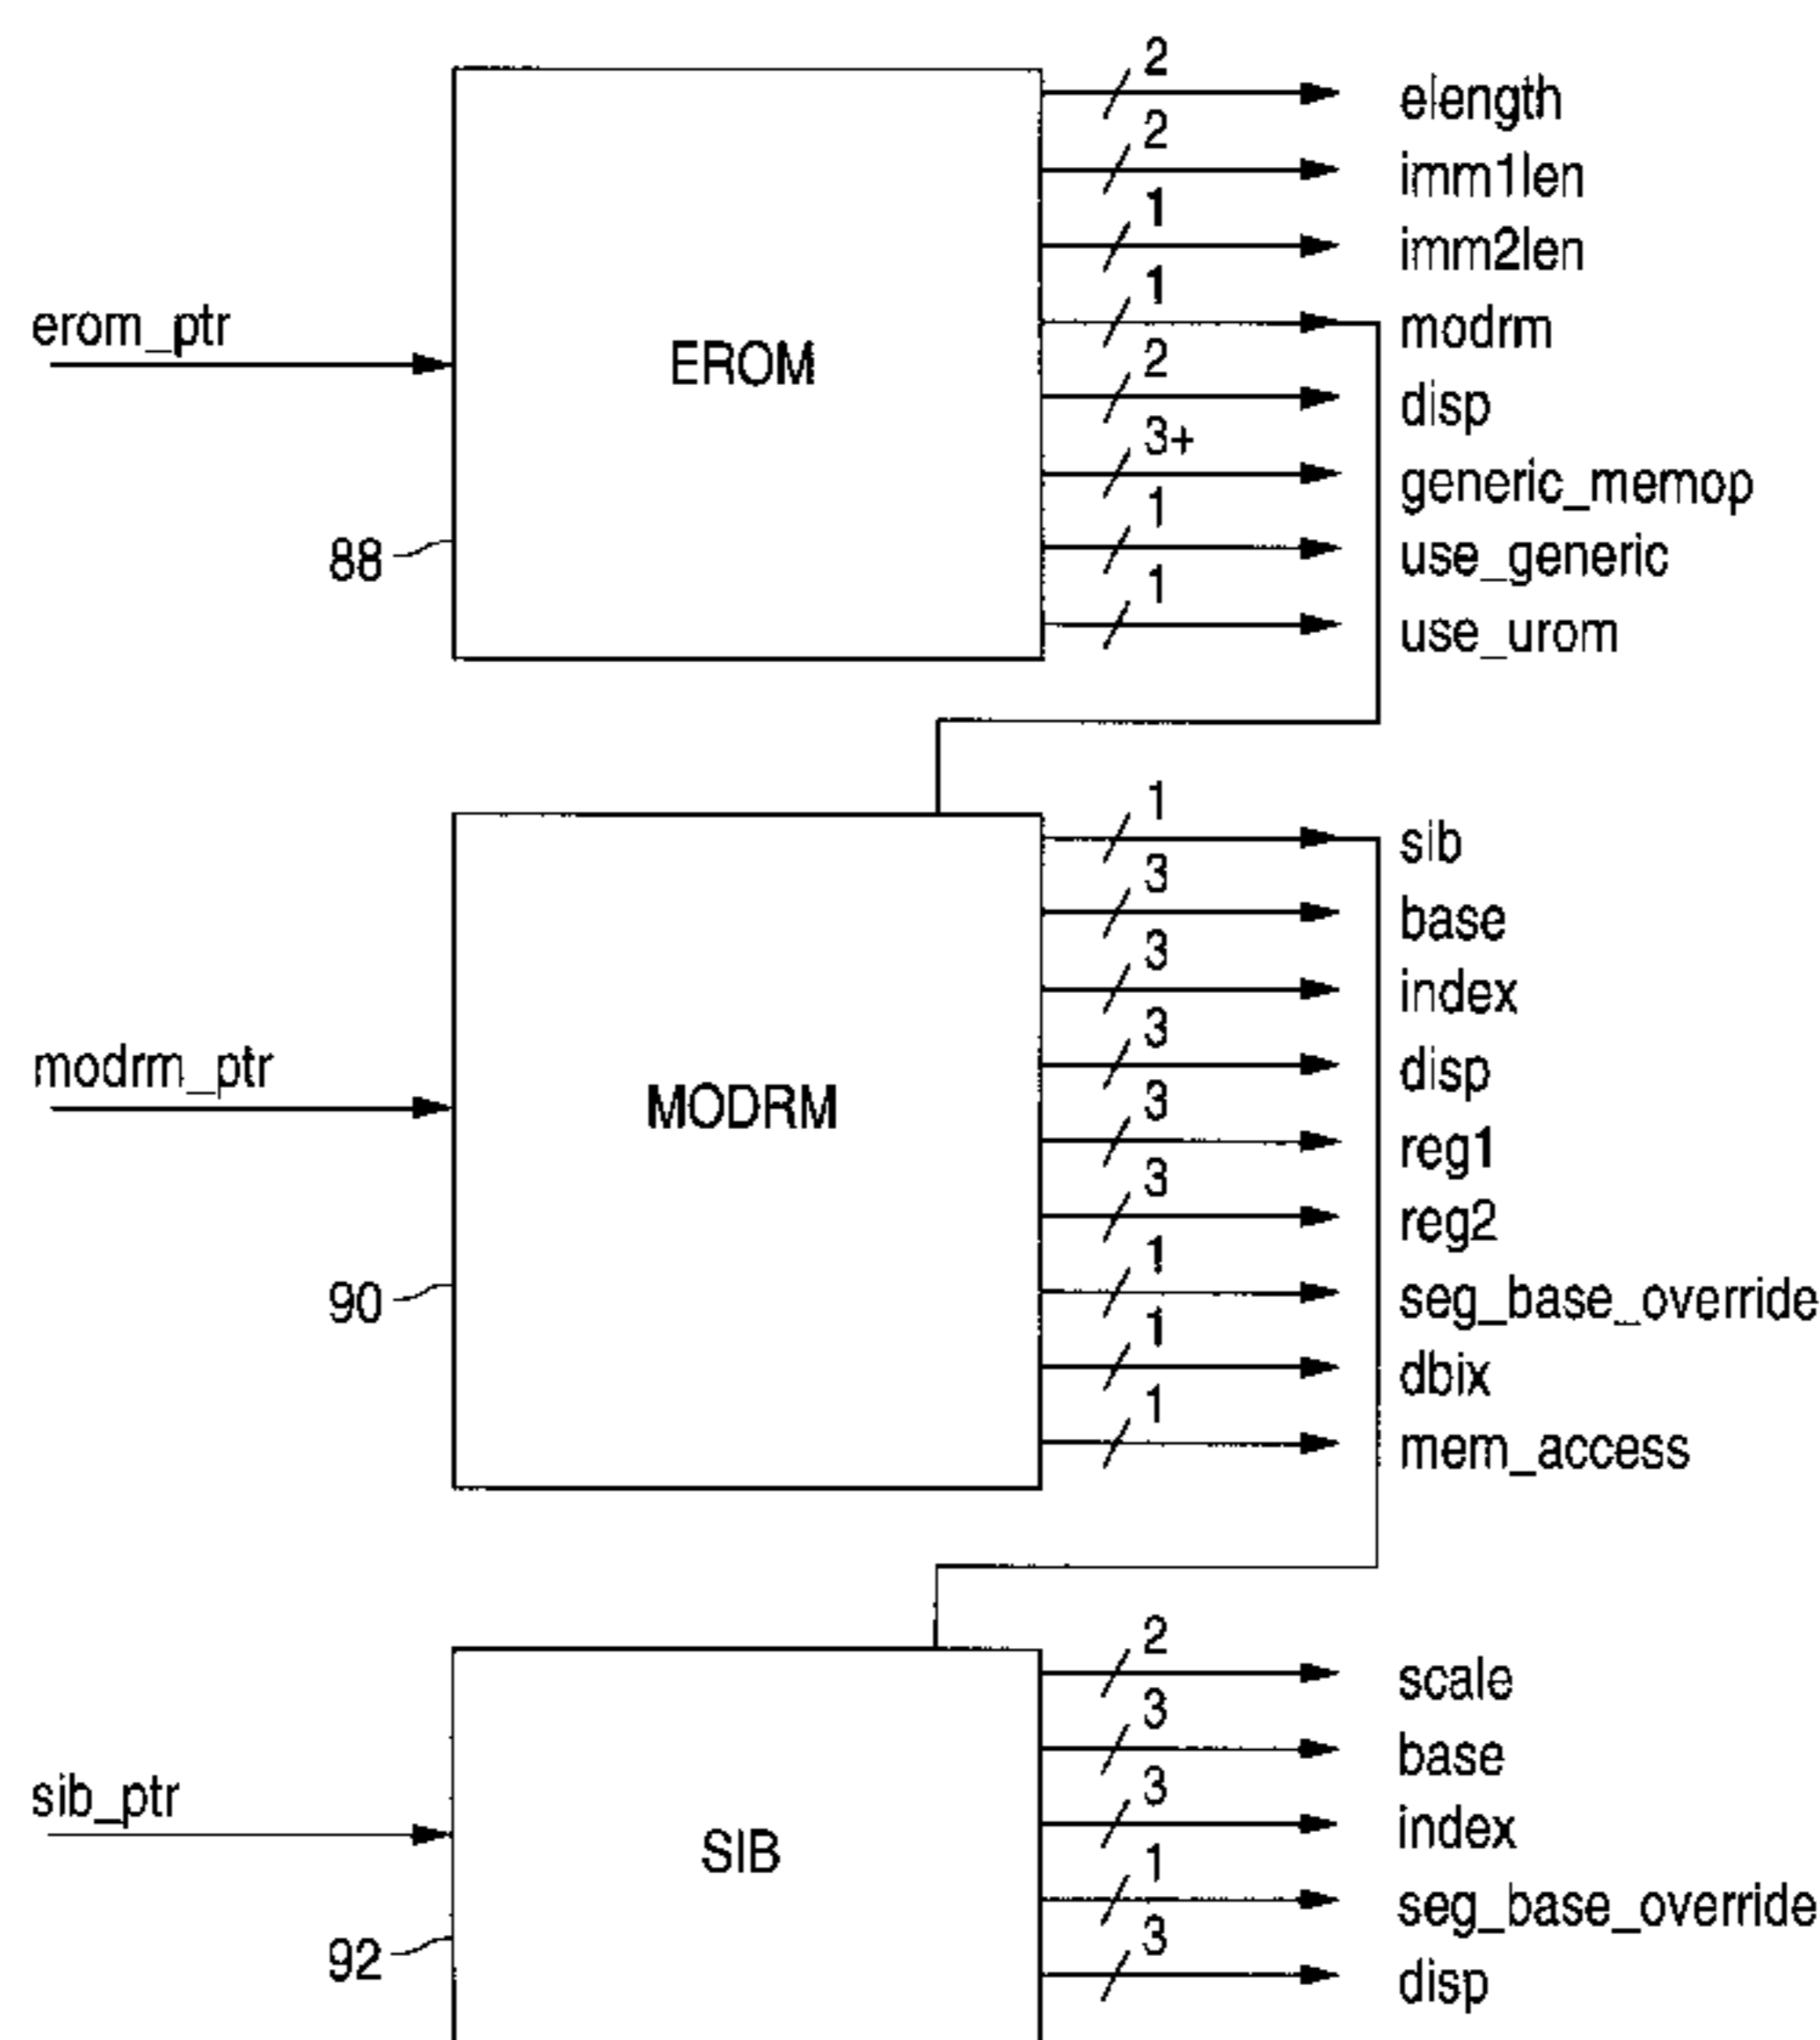 2
elength
2
imm1len
1
imm2len
1
modrm
erom_ptr
EROM
2
disp
3+
generic_memop
1
use_generic
88
1
use_urom
1
sib
3
base
3
index
3
disp
modrm_ptr
MODRM
3
reg1
3
reg2
1
seg_base_override
90
1
dbix
1
mem_access
2
scale
3
base
sib_ptr
SIB
3
index
1
seg_base_override
92
3
disp